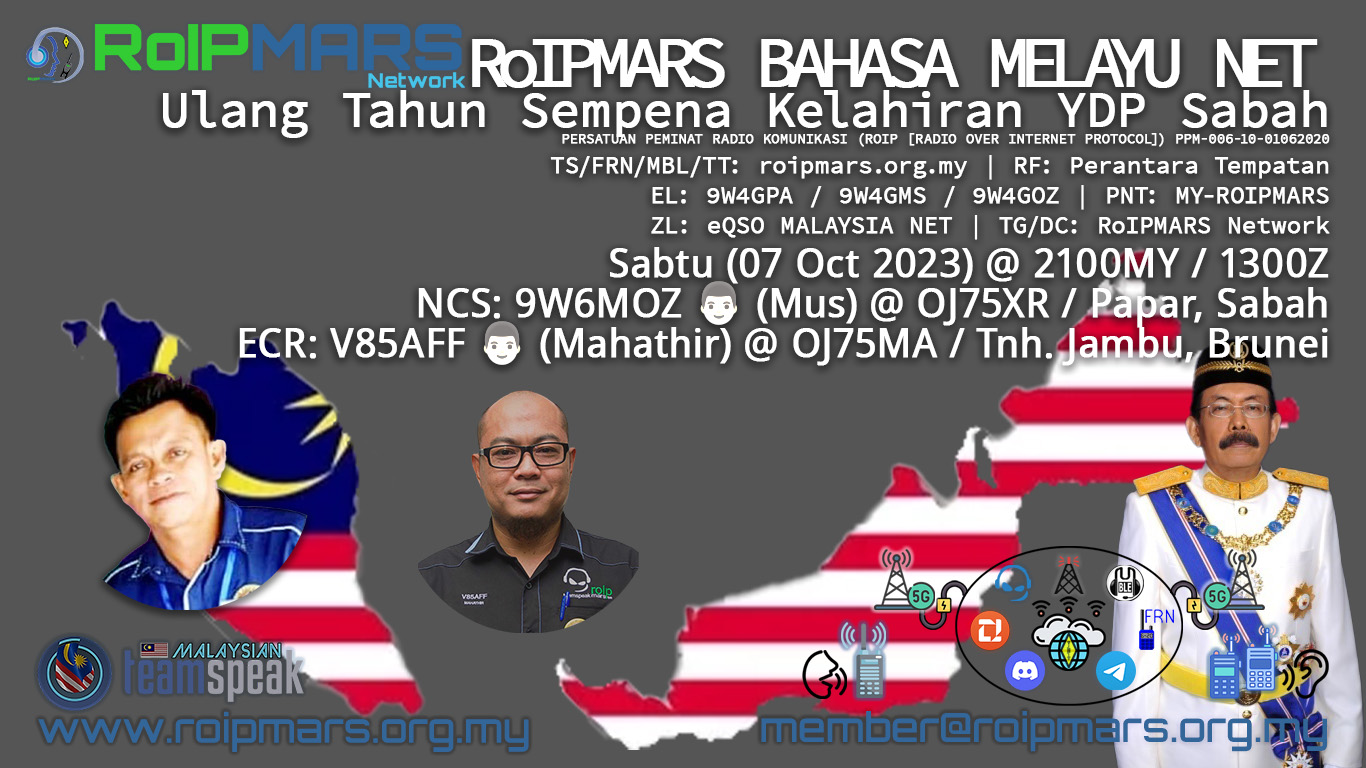 RoIPMARS
Network
RoIPMARS BAHASA MELAYU NET
Ulang Tahun Sempena Kelahiran YDP Sabah
PERSATUAN PEMINAT RADIO KOMUNIKASI (ROIP [RADIO OVER INTERNET PROTOCOL]) PPM-006-10-01062020
TS/FRN/MBL/TT: roipmars.org.my | RF: Perantara Tempatan
EL: 9W4GPA / 9W4GMS / 9W4GOZ | PNT: MY-ROIPMARS
ZL: eQSO MALAYSIA NET | TG/DC: RoIPMARS Network
Sabtu (07 Oct 2023) @ 2100MY / 1300Z
NCS: 9W6MOZ (Mus) @ OJ75XR / Papar, Sabah
ECR: V85AFF (Mahathir) @ OJ75MA / Tnh. Jambu, Brunei
V85AFF
MAHATHIR
roip
5G
BLE
5G
FRN
MALAYSIAN
teamspeak
www.roipmars.org.my
member@roipmars.org.my